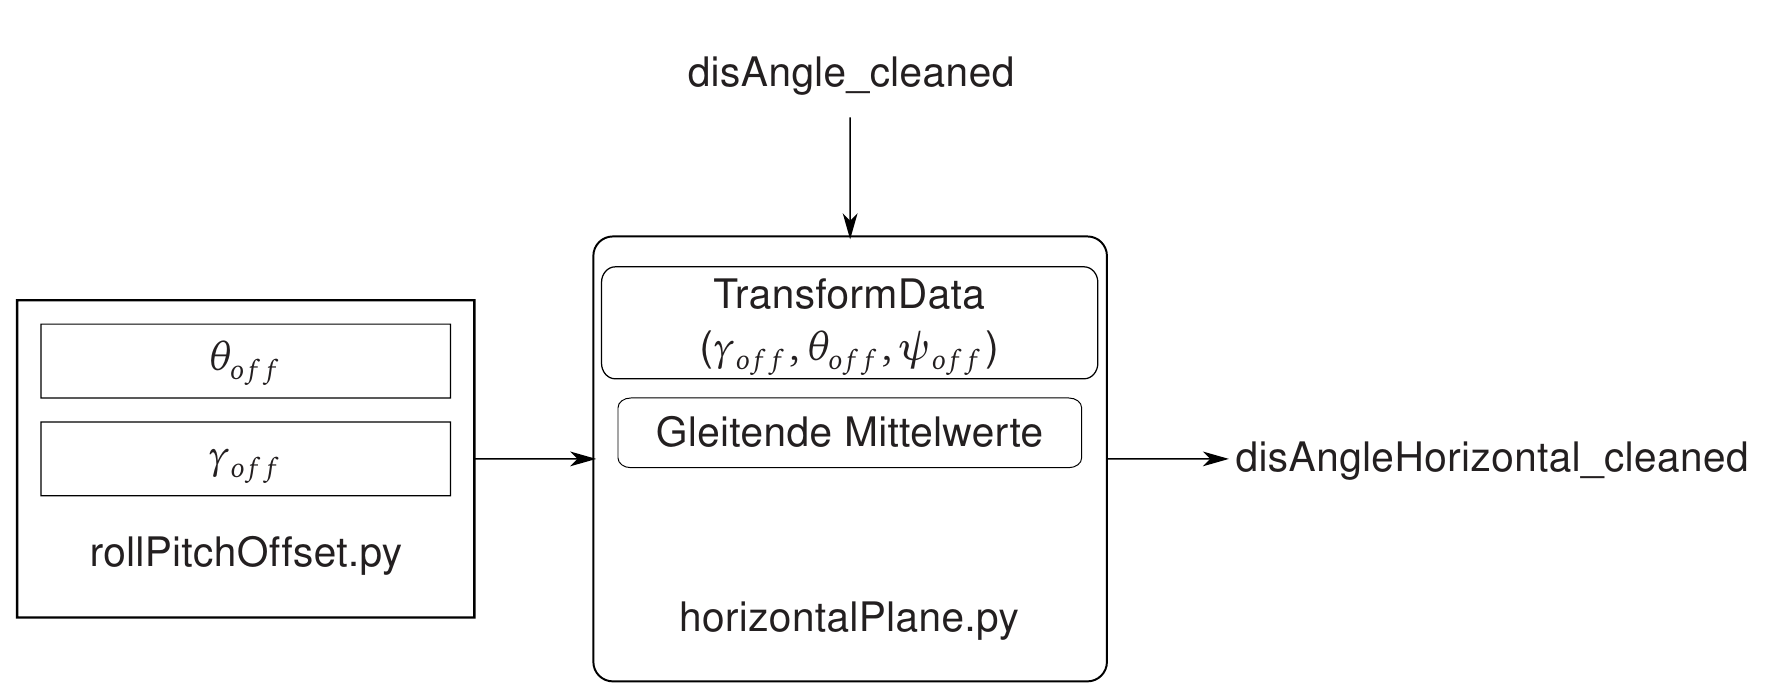 disAngle_cleaned
θ_off
γ_off
rollPitchOffset.py
TransformData
(γ_off, θ_off, ψ_off)
Gleitende Mittelwerte
horizontalPlane.py
disAngleHorizontal_cleaned